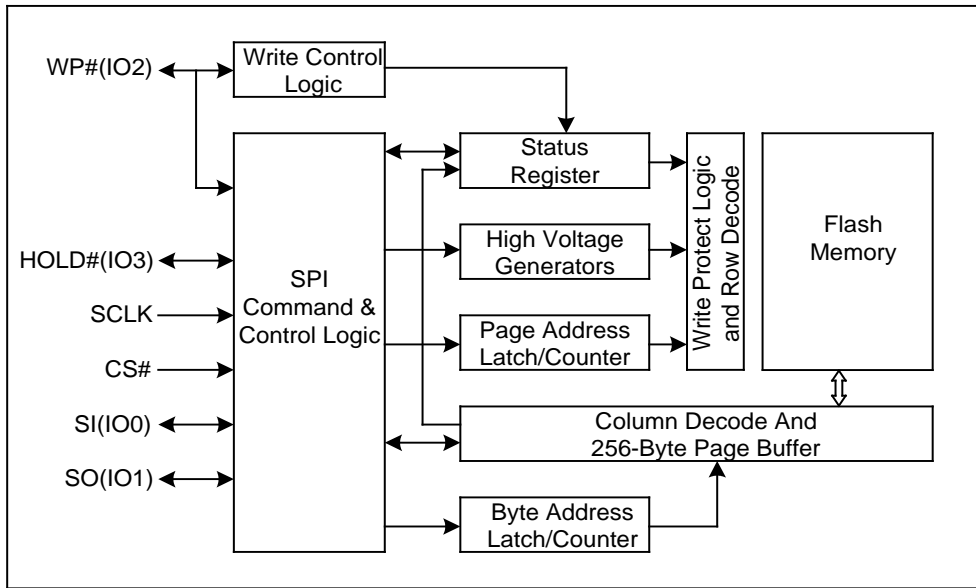 WP#(IO2)
Write Control
Logic
HOLD#(IO3)
SCLK
CS#
SI(IO0)
SO(IO1)
SPI
Command &
Control Logic
Status
Register
High Voltage
Generators
Page Address
Latch/Counter
Write Protect Logic
and Row Decode
Flash
Memory
Column Decode And
256-Byte Page Buffer
Byte Address
Latch/Counter